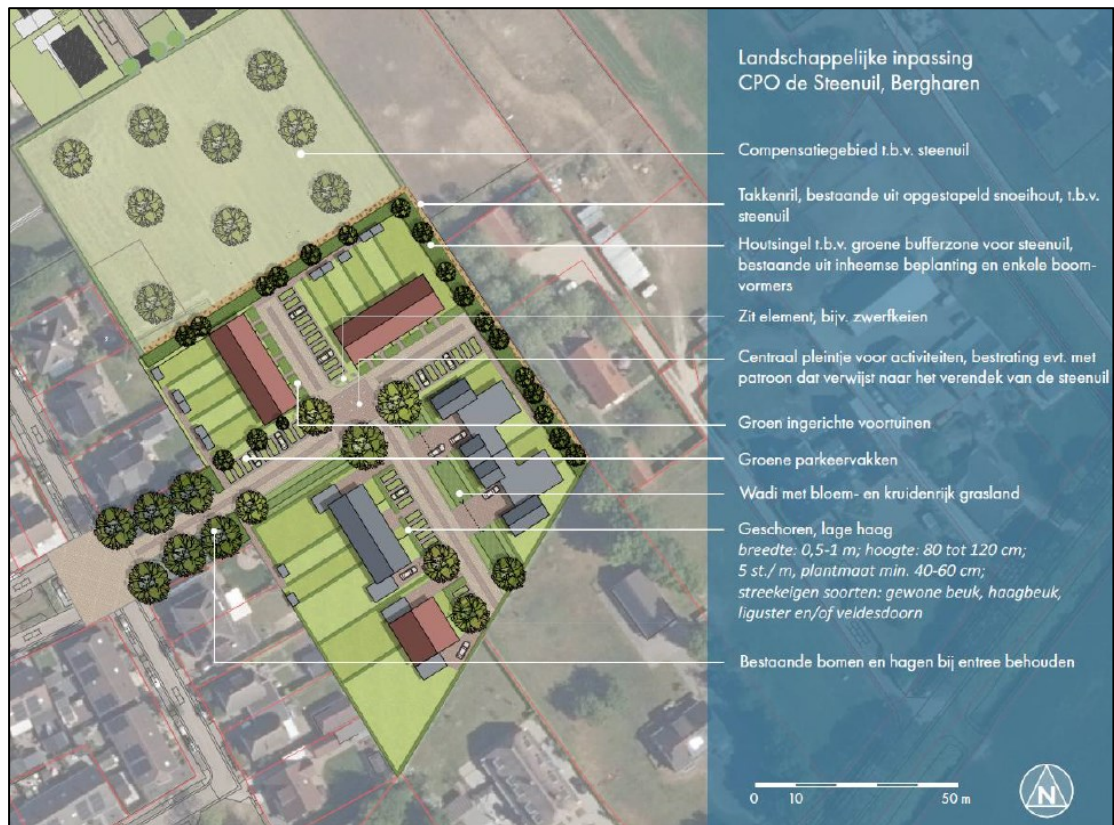 Landschappelijke inpassing
CPO de Steenuil, Bergharen
Compensatiegebied t.b.v. steenuil
Takkenril, bestaande uit opgestapeld snoeihout, t.b.v.
steenuil
Houtsingel t.b.v. groene bufferzone voor steenuil,
bestaande uit inheemse beplanting en enkele boom-
vormers
Zit element, bijv. zwerfkeien
Centraal pleintje voor activiteiten, bestrating evt. met
patroon dat verwijst naar het verendek van de steenuil
Groen ingerichte voortuinen
Groene parkeervakken
Wadi met bloem- en kruidenrijk grasland
Geschoren, lage haag
breedte: 0,5-1 m; hoogte: 80 tot 120 cm;
5 st./ m, plantmaat min. 40-60 cm;
streekeigen soorten: gewone beuk, haagbeuk,
liguster en/of veldesdoorn
Bestaande bomen en hagen bij entree behouden
0 10 50 m
N